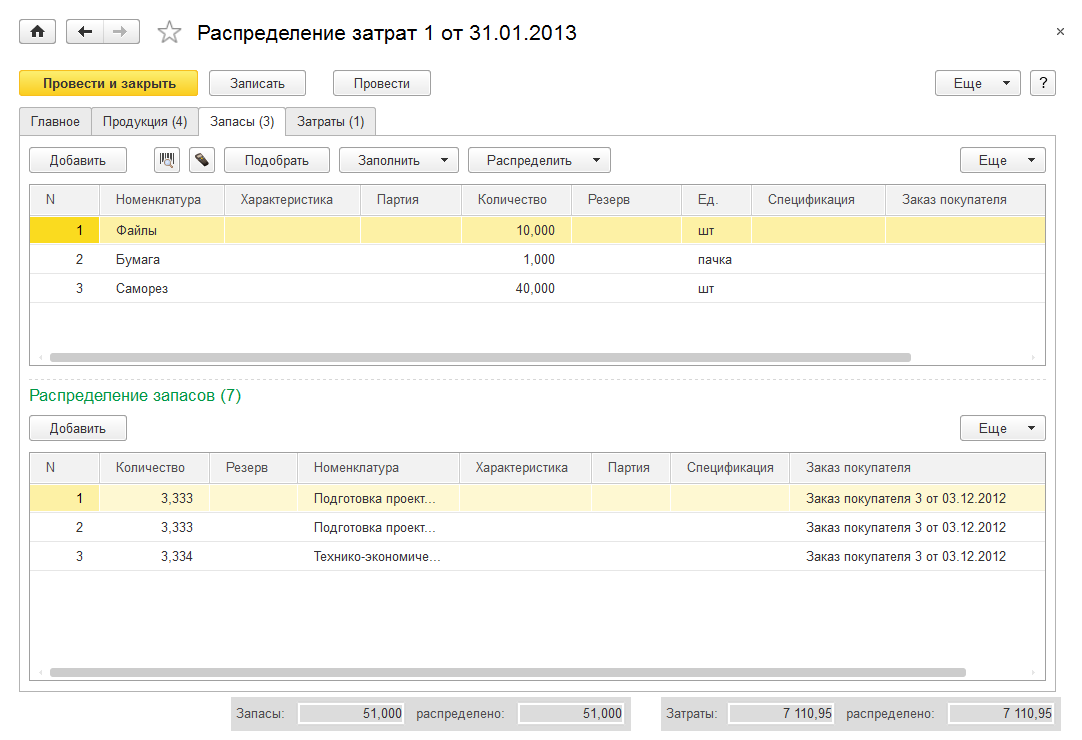 Распределение затрат 1 от 31.01.2013
Провести и закрыть Записать Провести Еще ?
Главное Продукция (4) Запасы (3) Затраты (1)
Добавить Подобрать Заполнить Распределить Еще
N Номенклатура Характеристика Партия Количество Резерв Ед. Спецификация Заказ покупателя
1 Файлы 10,000 шт
2 Бумага 1,000 пачка
3 Саморез 40,000 шт
Распределение запасов (7)
Добавить Еще
N Количество Резерв Номенклатура Характеристика Партия Спецификация Заказ покупателя
1 3,333 Подготовка проект... Заказ покупателя 3 от 03.12.2012
2 3,333 Подготовка проект... Заказ покупателя 3 от 03.12.2012
3 3,334 Технико-экономиче... Заказ покупателя 3 от 03.12.2012
Запасы: 51,000 распределено: 51,000 Затраты: 7 110,95 распределено: 7 110,95